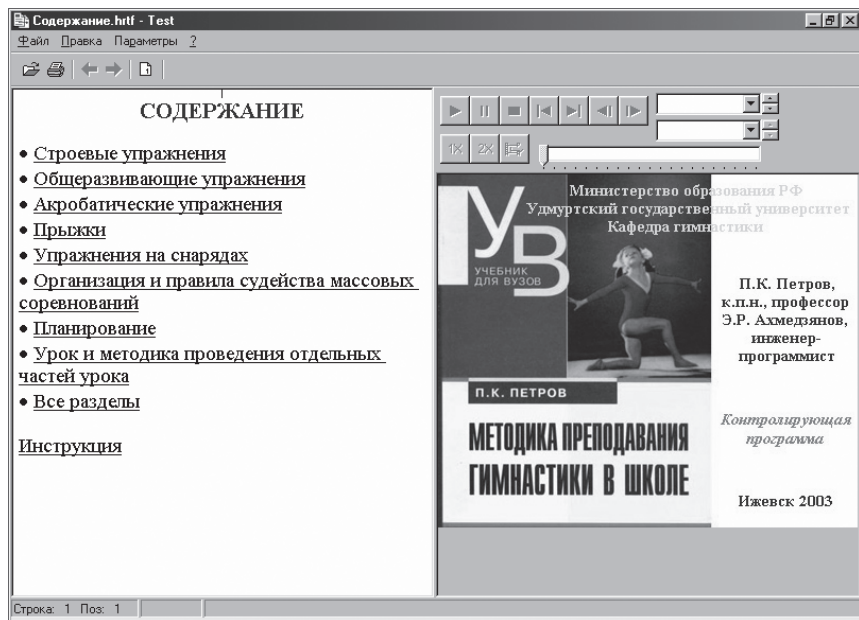 Содержание.hrtf - Test
Файл Правка Параметры ?
СОДЕРЖАНИЕ
• Строевые упражнения
• Общеразвивающие упражнения
• Акробатические упражнения
• Прыжки
• Упражнения на снарядах
• Организация и правила судейства массовых
соревнований
• Планирование
• Урок и методика проведения отдельных
частей урока
• Все разделы
Инструкция
1X 2X
Министерство образования РФ
Удмуртский государственный университет
Кафедра гимнастики
УВ
УЧЕБНИК
ДЛЯ ВУЗОВ
П.К. Петров,
к.п.н., профессор
Э.Р. Ахмедзянов,
инженер-
программист
П.К. ПЕТРОВ
МЕТОДИКА ПРЕПОДАВАНИЯ
ГИМНАСТИКИ В ШКОЛЕ
Контролирующая
программа
Ижевск 2003
Строка: 1 Поз: 1